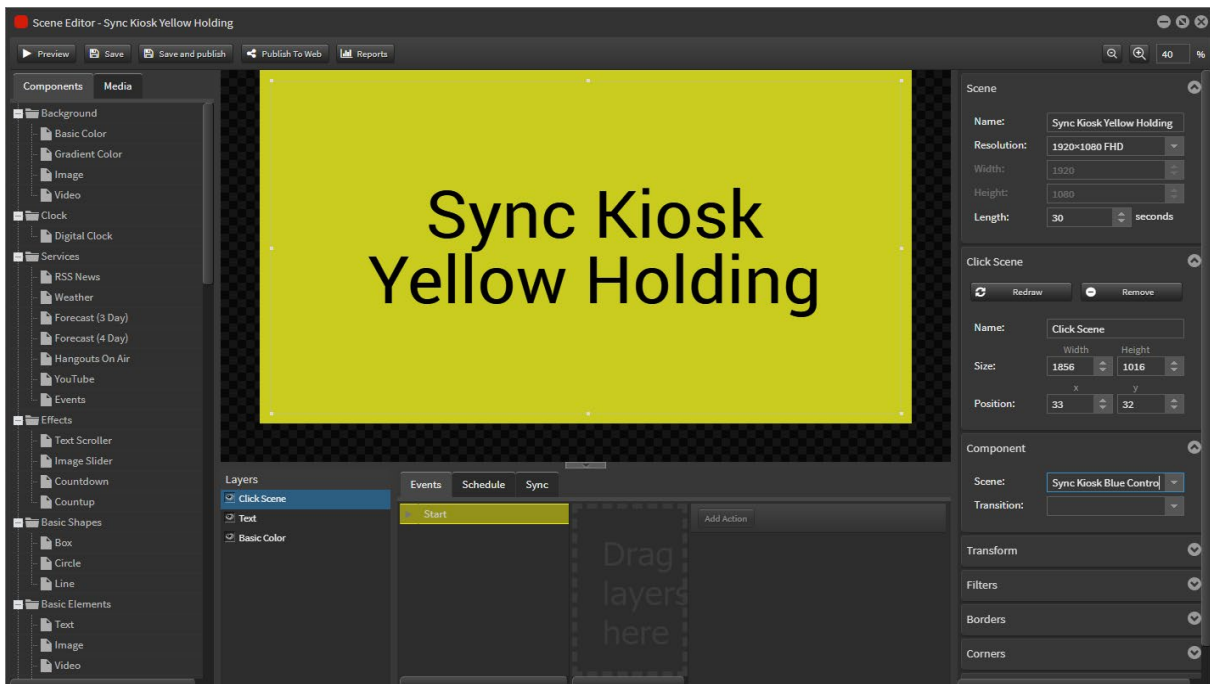 Scene Editor - Sync Kiosk Yellow Holding
Preview Save Save and publish Publish To Web Reports 40 %
Components Media
Background
Basic Color
Gradient Color
Image
Video
Clock
Digital Clock
Services
RSS News
Weather
Forecast (3 Day)
Forecast (4 Day)
Hangouts On Air
YouTube
Events
Effects
Text Scroller
Image Slider
Countdown
Countup
Basic Shapes
Box
Circle
Line
Basic Elements
Text
Image
Video
Sync Kiosk
Yellow Holding
Layers
Click Scene
Text
Basic Color
Events Schedule Sync
Start
Drag
layers
here
Add Action
Scene
Name: Sync Kiosk Yellow Holding
Resolution: 1920×1080 FHD
Width: 1920
Height: 1080
Length: 30 seconds
Click Scene
Redraw Remove
Name: Click Scene
Width Height
Size: 1856 1016
x y
Position: 33 32
Component
Scene: Sync Kiosk Blue Contro
Transition:
Transform
Filters
Borders
Corners